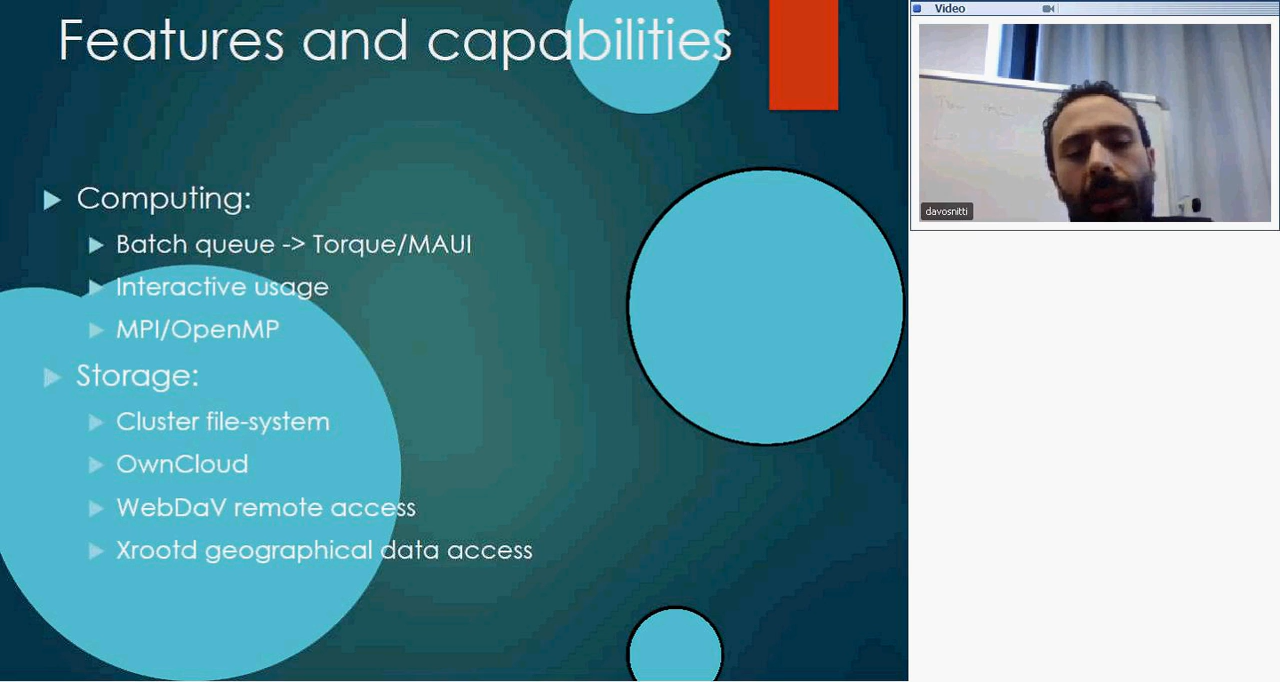 Features and capabilities
Computing:
Batch queue -> Torque/MAUI
Interactive usage
MPI/OpenMP
Storage:
Cluster file-system
OwnCloud
WebDaV remote access
Xrootd geographical data access
Video
davosnitti